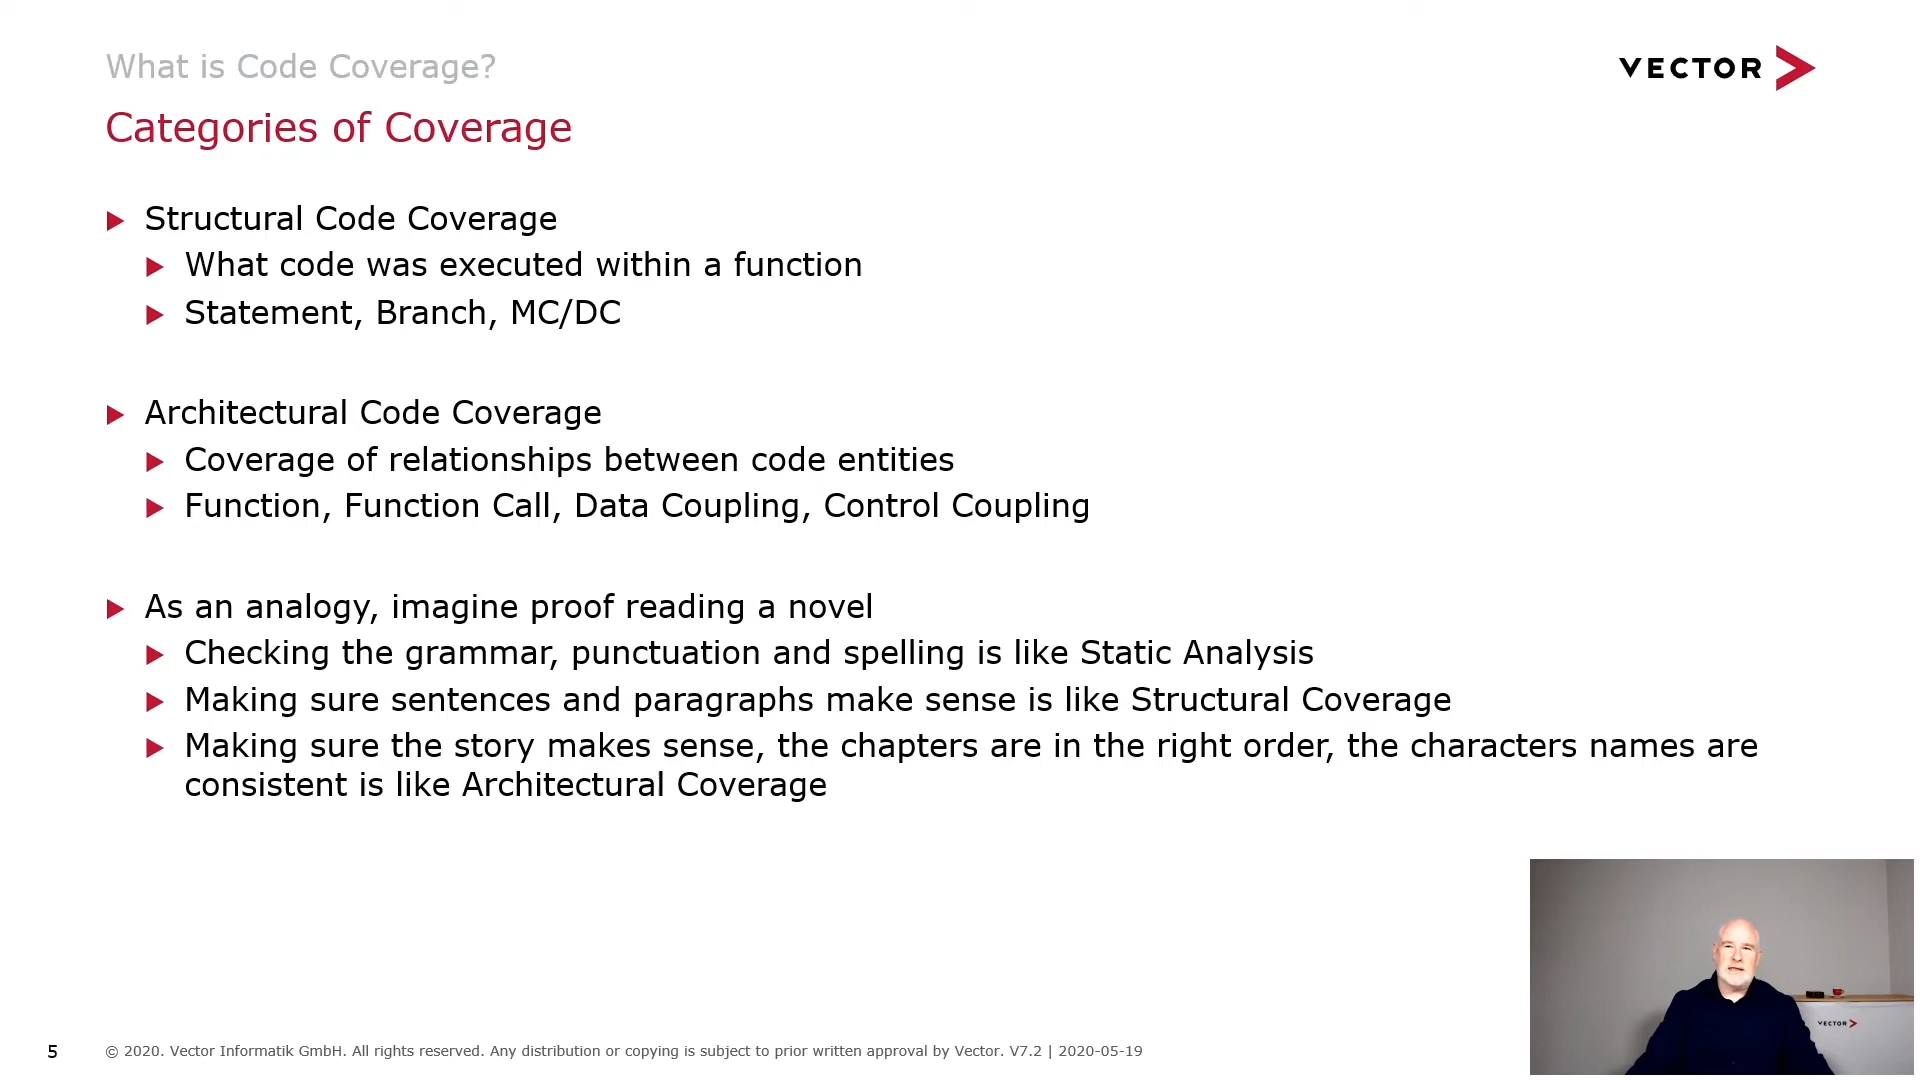 What is Code Coverage?
VECTOR
Categories of Coverage
Structural Code Coverage
What code was executed within a function
Statement, Branch, MC/DC
Architectural Code Coverage
Coverage of relationships between code entities
Function, Function Call, Data Coupling, Control Coupling
As an analogy, imagine proof reading a novel
Checking the grammar, punctuation and spelling is like Static Analysis
Making sure sentences and paragraphs make sense is like Structural Coverage
Making sure the story makes sense, the chapters are in the right order, the characters names are
consistent is like Architectural Coverage
VECTOR
5
© 2020. Vector Informatik GmbH. All rights reserved. Any distribution or copying is subject to prior written approval by Vector. V7.2 | 2020-05-19